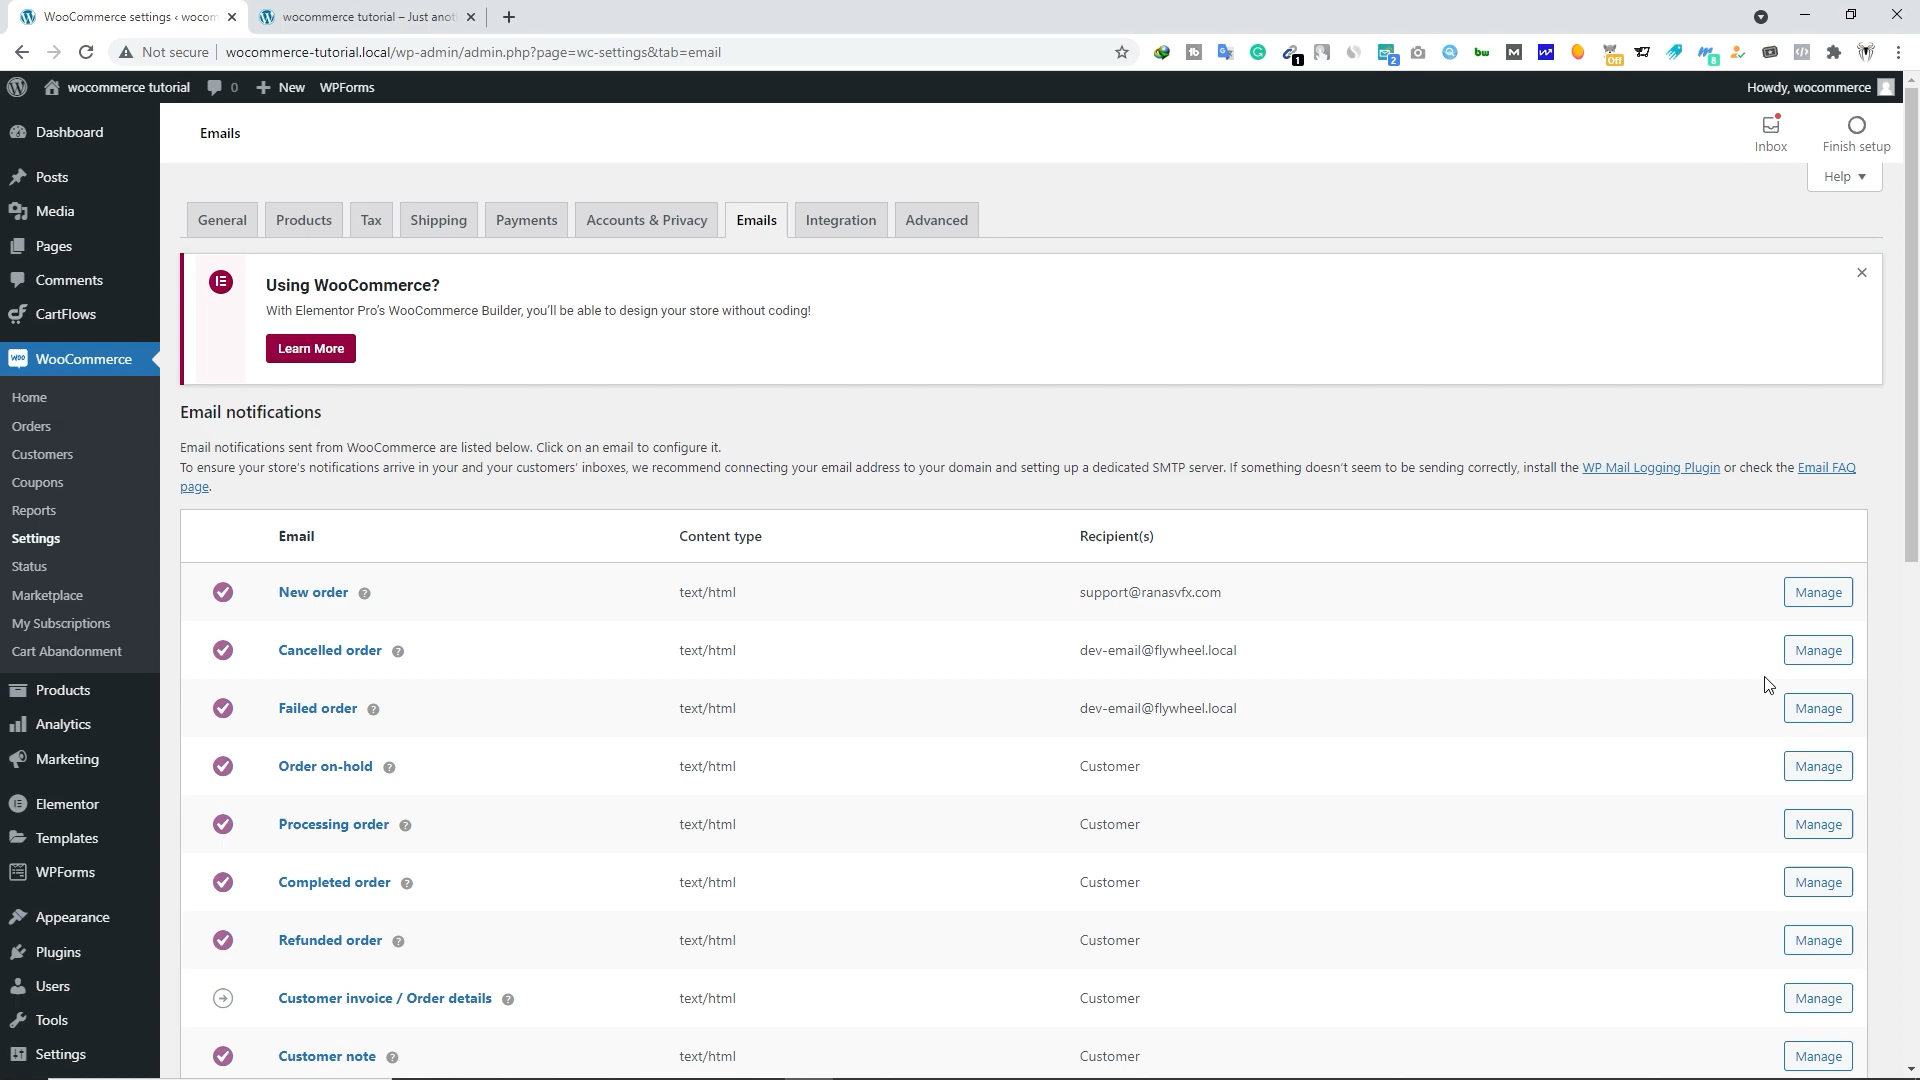 WooCommerce settings ‹ wocom
wocommerce tutorial – Just anot
Not secure
wocommerce-tutorial.local/wp-admin/admin.php?page=wc-settings&tab=email
wocommerce tutorial
0
New
WPForms
Howdy, wocommerce
Dashboard
Posts
Media
Pages
Comments
CartFlows
WooCommerce
Home
Orders
Customers
Coupons
Reports
Settings
Status
Marketplace
My Subscriptions
Cart Abandonment
Products
Analytics
Marketing
Elementor
Templates
WPForms
Appearance
Plugins
Users
Tools
Settings
Emails
Inbox
Finish setup
Help
General
Products
Tax
Shipping
Payments
Accounts & Privacy
Emails
Integration
Advanced
Using WooCommerce?
With Elementor Pro's WooCommerce Builder, you'll be able to design your store without coding!
Learn More
Email notifications
Email notifications sent from WooCommerce are listed below. Click on an email to configure it.
To ensure your store's notifications arrive in your and your customers' inboxes, we recommend connecting your email address to your domain and setting up a dedicated SMTP server. If something doesn't seem to be sending correctly, install the WP Mail Logging Plugin or check the Email FAQ
page.
Email Content type Recipient(s)
New order text/html support@ranasvfx.com Manage
Cancelled order text/html dev-email@flywheel.local Manage
Failed order text/html dev-email@flywheel.local Manage
Order on-hold text/html Customer Manage
Processing order text/html Customer Manage
Completed order text/html Customer Manage
Refunded order text/html Customer Manage
Customer invoice / Order details text/html Customer Manage
Customer note text/html Customer Manage